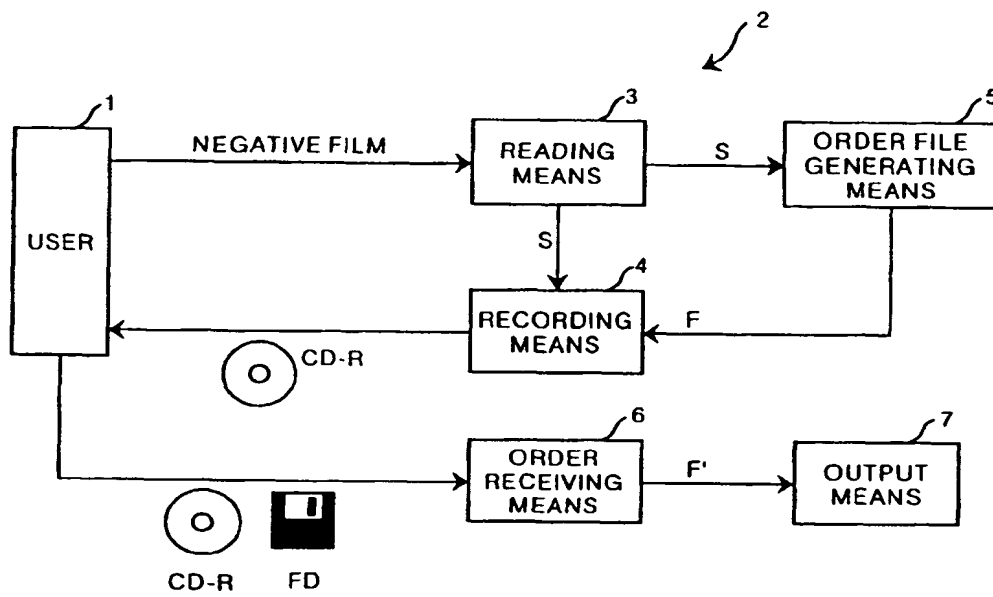 2
1
3
5
NEGATIVE FILM
READING
MEANS
S
ORDER FILE
GENERATING
MEANS
USER
S
4
RECORDING
MEANS
F
CD-R
6
7
ORDER
RECEIVING
MEANS
F'
OUTPUT
MEANS
CD-R
FD